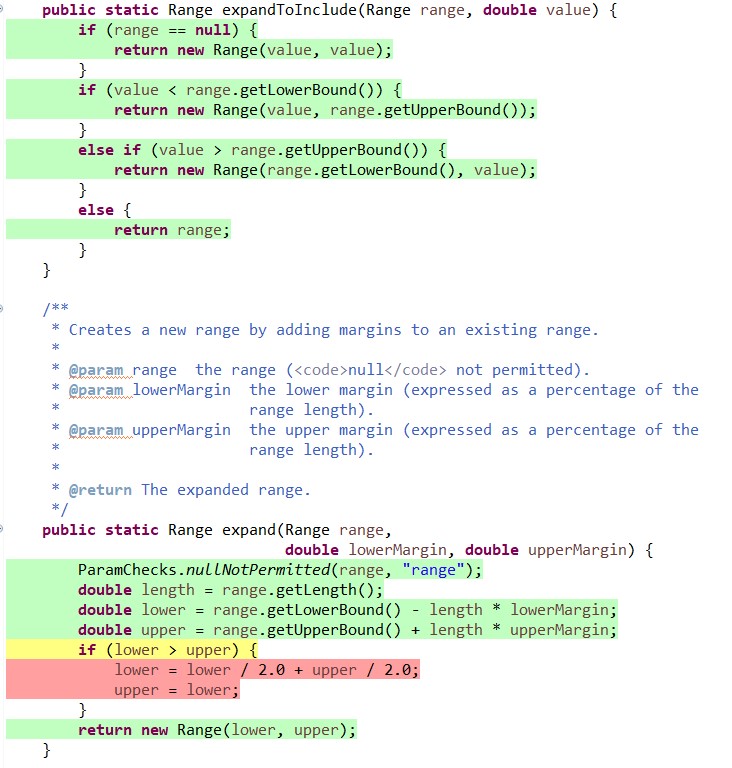 public static Range expandToInclude(Range range, double value) {
if (range == null) {
return new Range(value, value);
}
if (value < range.getLowerBound()) {
return new Range(value, range.getUpperBound());
}
else if (value > range.getUpperBound()) {
return new Range(range.getLowerBound(), value);
}
else {
return range;
}
}
/**
* Creates a new range by adding margins to an existing range.
*
* @param range  the range (<code>null</code> not permitted).
* @param lowerMargin  the lower margin (expressed as a percentage of the
*                     range length).
* @param upperMargin  the upper margin (expressed as a percentage of the
*                     range length).
*
* @return The expanded range.
*/
public static Range expand(Range range,
double lowerMargin, double upperMargin) {
ParamChecks.nullNotPermitted(range, "range");
double length = range.getLength();
double lower = range.getLowerBound() - length * lowerMargin;
double upper = range.getUpperBound() + length * upperMargin;
if (lower > upper) {
lower = lower / 2.0 + upper / 2.0;
upper = lower;
}
return new Range(lower, upper);
}